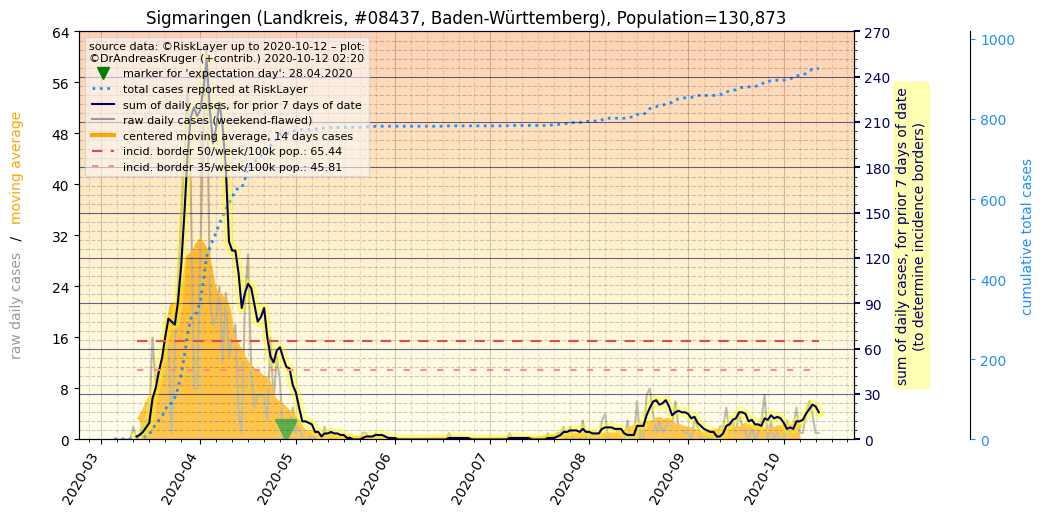 Sigmaringen (Landkreis, #08437, Baden-Württemberg), Population=130,873
source data: ©RiskLayer up to 2020-10-12 – plot:
©DrAndreasKruger (+contrib.) 2020-10-12 02:20
marker for 'expectation day': 28.04.2020
total cases reported at RiskLayer
sum of daily cases, for prior 7 days of date
raw daily cases (weekend-flawed)
centered moving average, 14 days cases
incid. border 50/week/100k pop.: 65.44
incid. border 35/week/100k pop.: 45.81
raw daily cases / moving average
64
56
48
40
32
24
16
8
0
270
240
210
180
150
120
90
60
30
0
sum of daily cases, for prior 7 days of date
(to determine incidence borders)
1000
800
600
400
200
0
cumulative total cases
2020-03
2020-04
2020-05
2020-06
2020-07
2020-08
2020-09
2020-10